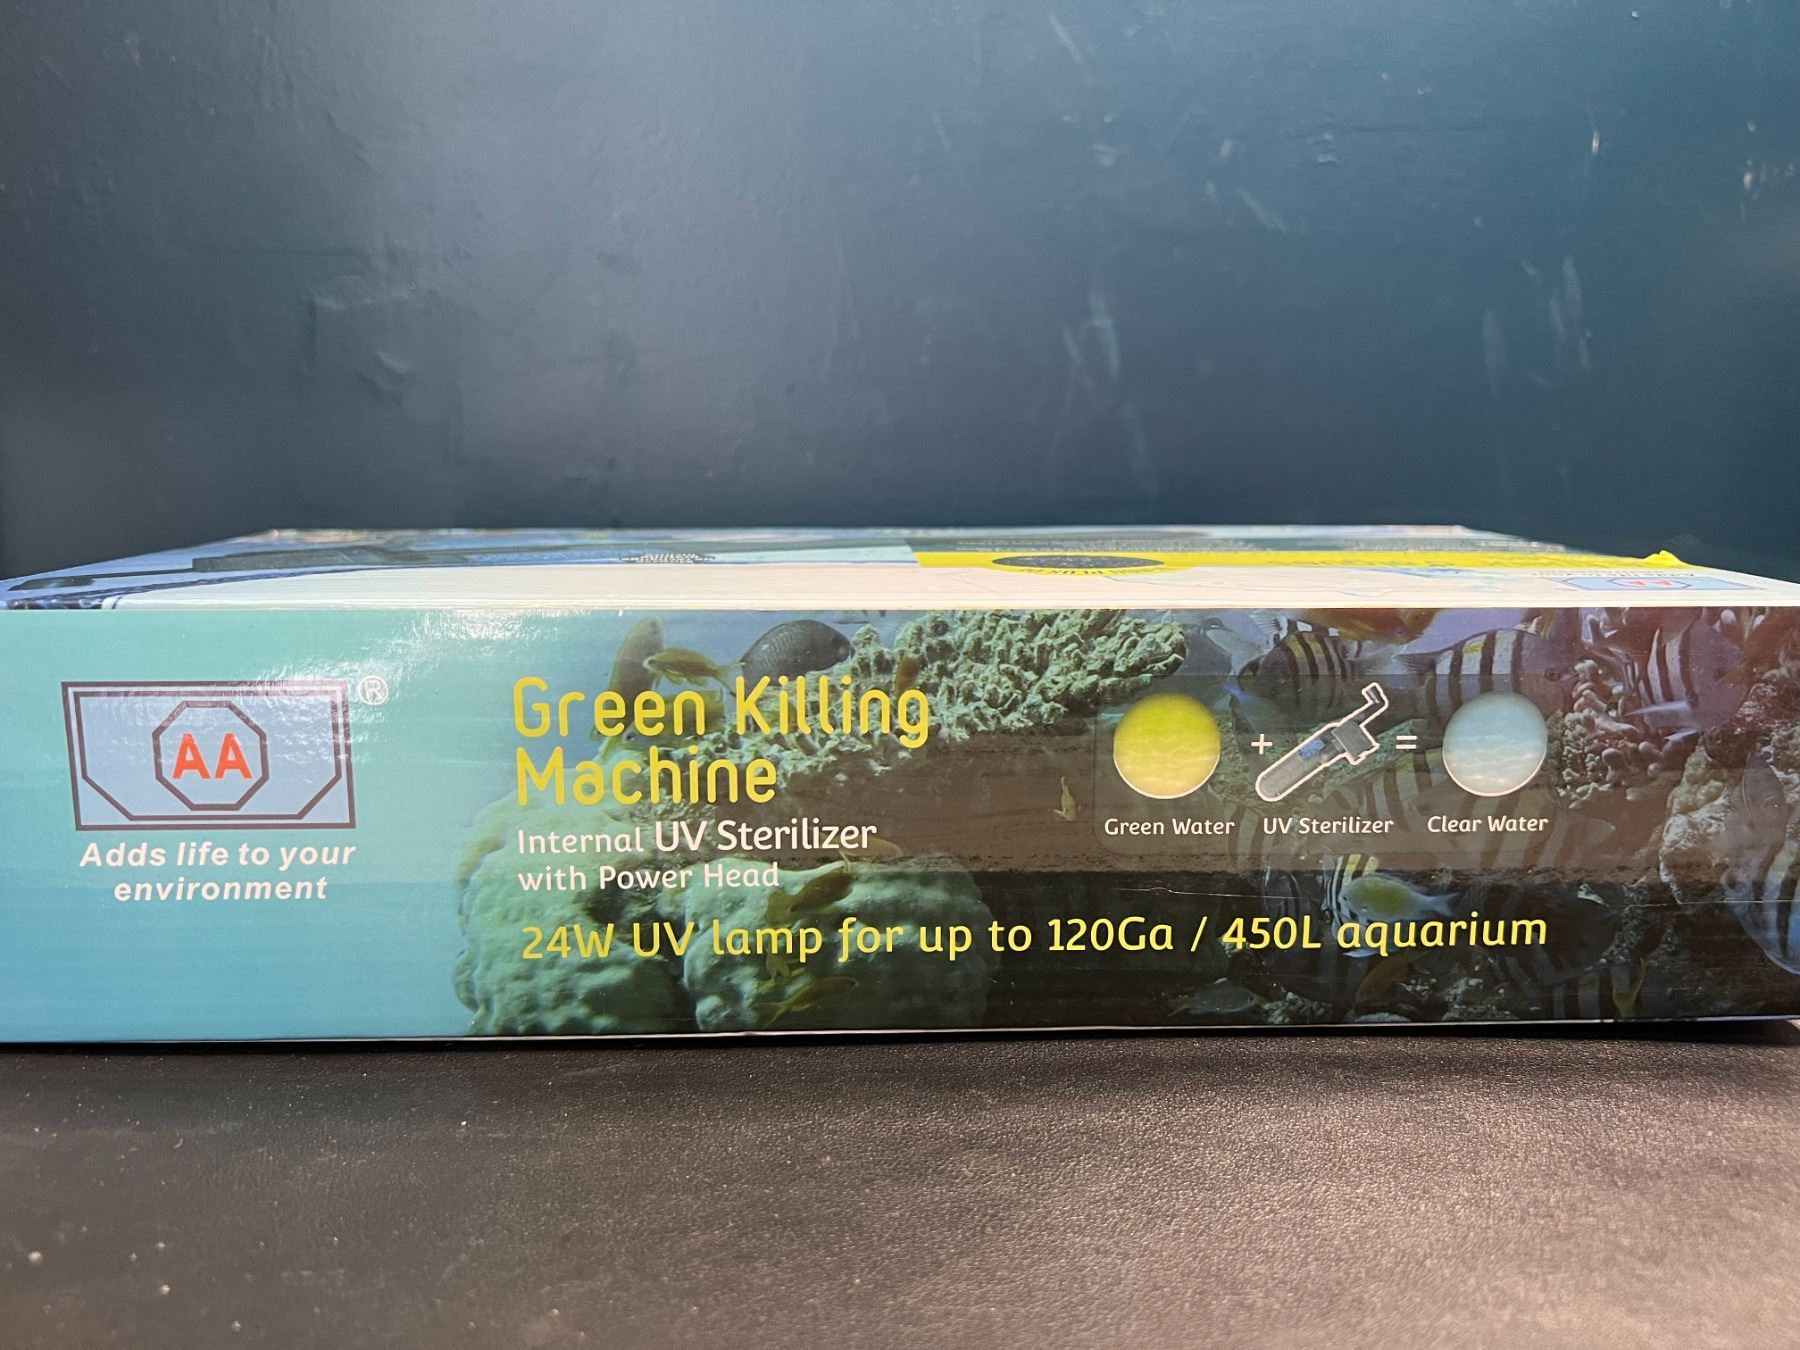 AA
®
Adds life to your
environment
Green Killing
Machine
Internal UV Sterilizer
with Power Head
24W UV lamp for up to 120Ga / 450L aquarium
+
=
Green Water
UV Sterilizer
Clear Water